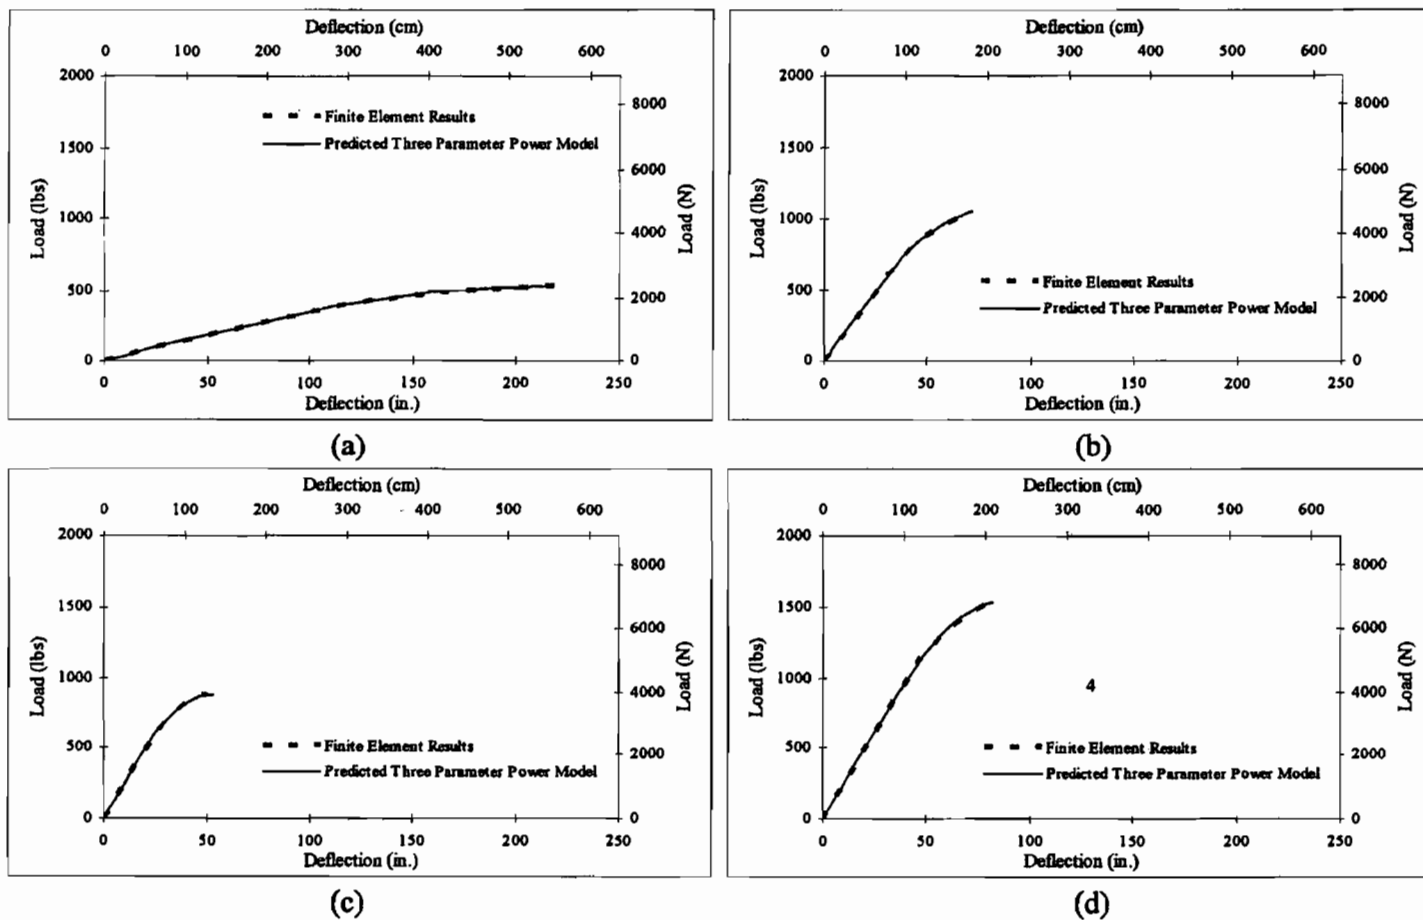 Deflection (cm)
0 100 200 300 400 500 600
2000
1500
1000
500
0
Load (lbs)
8000
6000
4000
2000
0
Load (N)
Finite Element Results
Predicted Three Parameter Power Model
0 50 100 150 200 250
Deflection (in.)
(a)
Deflection (cm)
0 100 200 300 400 500 600
2000
1500
1000
500
0
Load (lbs)
8000
6000
4000
2000
0
Load (N)
Finite Element Results
Predicted Three Parameter Power Model
0 50 100 150 200 250
Deflection (in.)
(b)
Deflection (cm)
0 100 200 300 400 500 600
2000
1500
1000
500
0
Load (lbs)
8000
6000
4000
2000
0
Load (N)
Finite Element Results
Predicted Three Parameter Power Model
0 50 100 150 200 250
Deflection (in.)
(c)
Deflection (cm)
0 100 200 300 400 500 600
2000
1500
1000
500
0
Load (lbs)
8000
6000
4000
2000
0
Load (N)
4
Finite Element Results
Predicted Three Parameter Power Model
0 50 100 150 200 250
Deflection (in.)
(d)